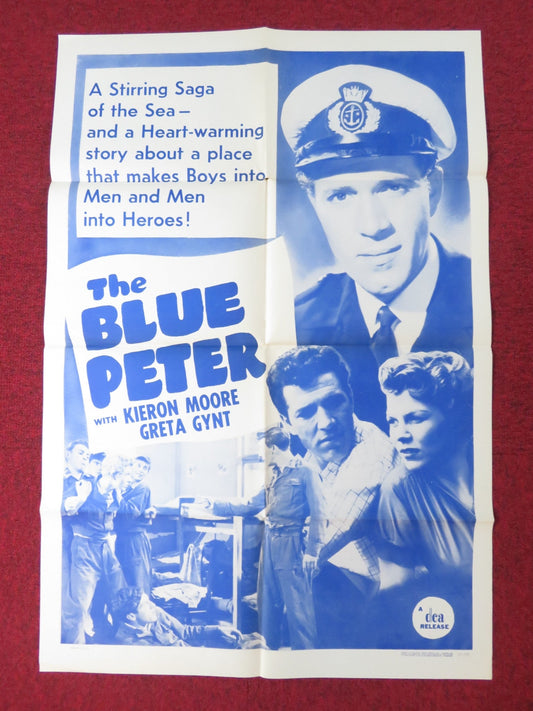 A Stirring Saga
of the Sea—
and a Heart-warming
story about a place
that makes Boys into
Men and Men
into Heroes!
The
BLUE
PETER
WITH KIERON MOORE
GRETA GYNT
A
dca
RELEASE